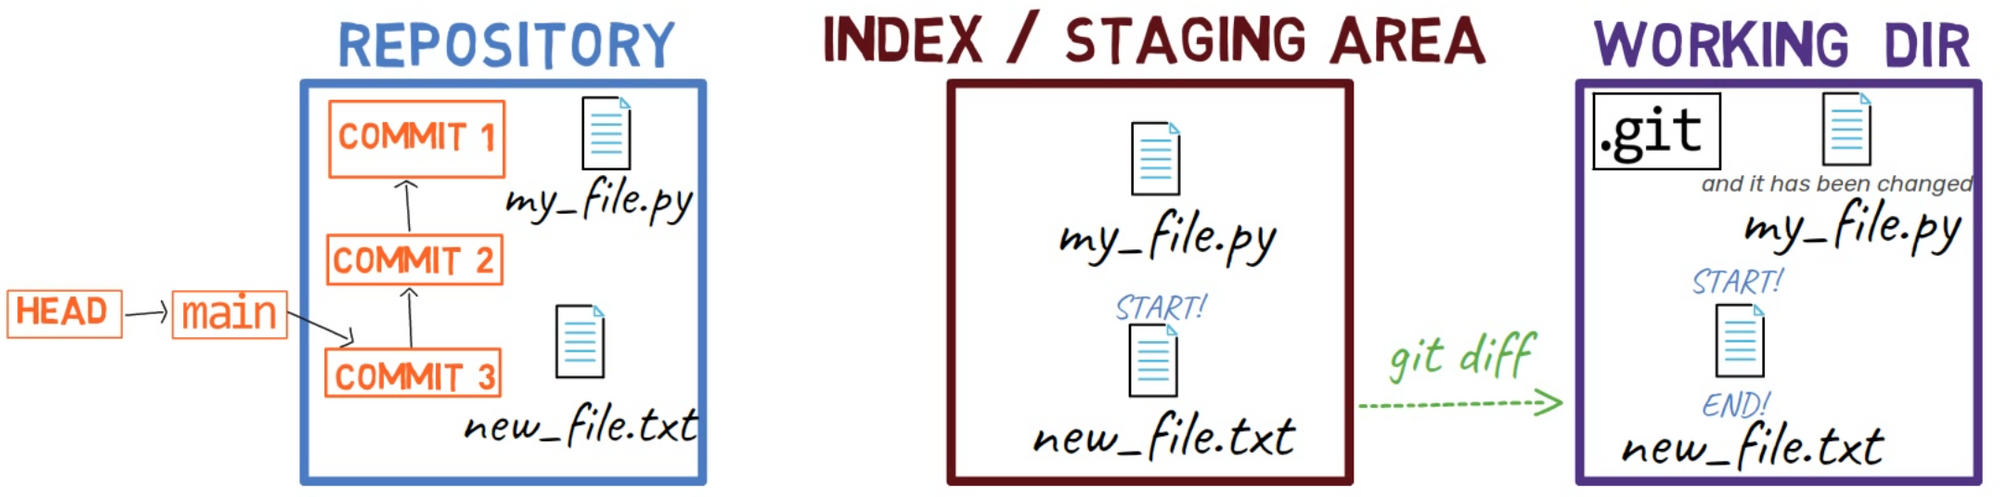 REPOSITORY
COMMIT 1
my_file.py
COMMIT 2
HEAD
main
COMMIT 3
new_file.txt
INDEX / STAGING AREA
my_file.py
START!
new_file.txt
git diff
WORKING DIR
.git
and it has been changed
my_file.py
START!
END!
new_file.txt